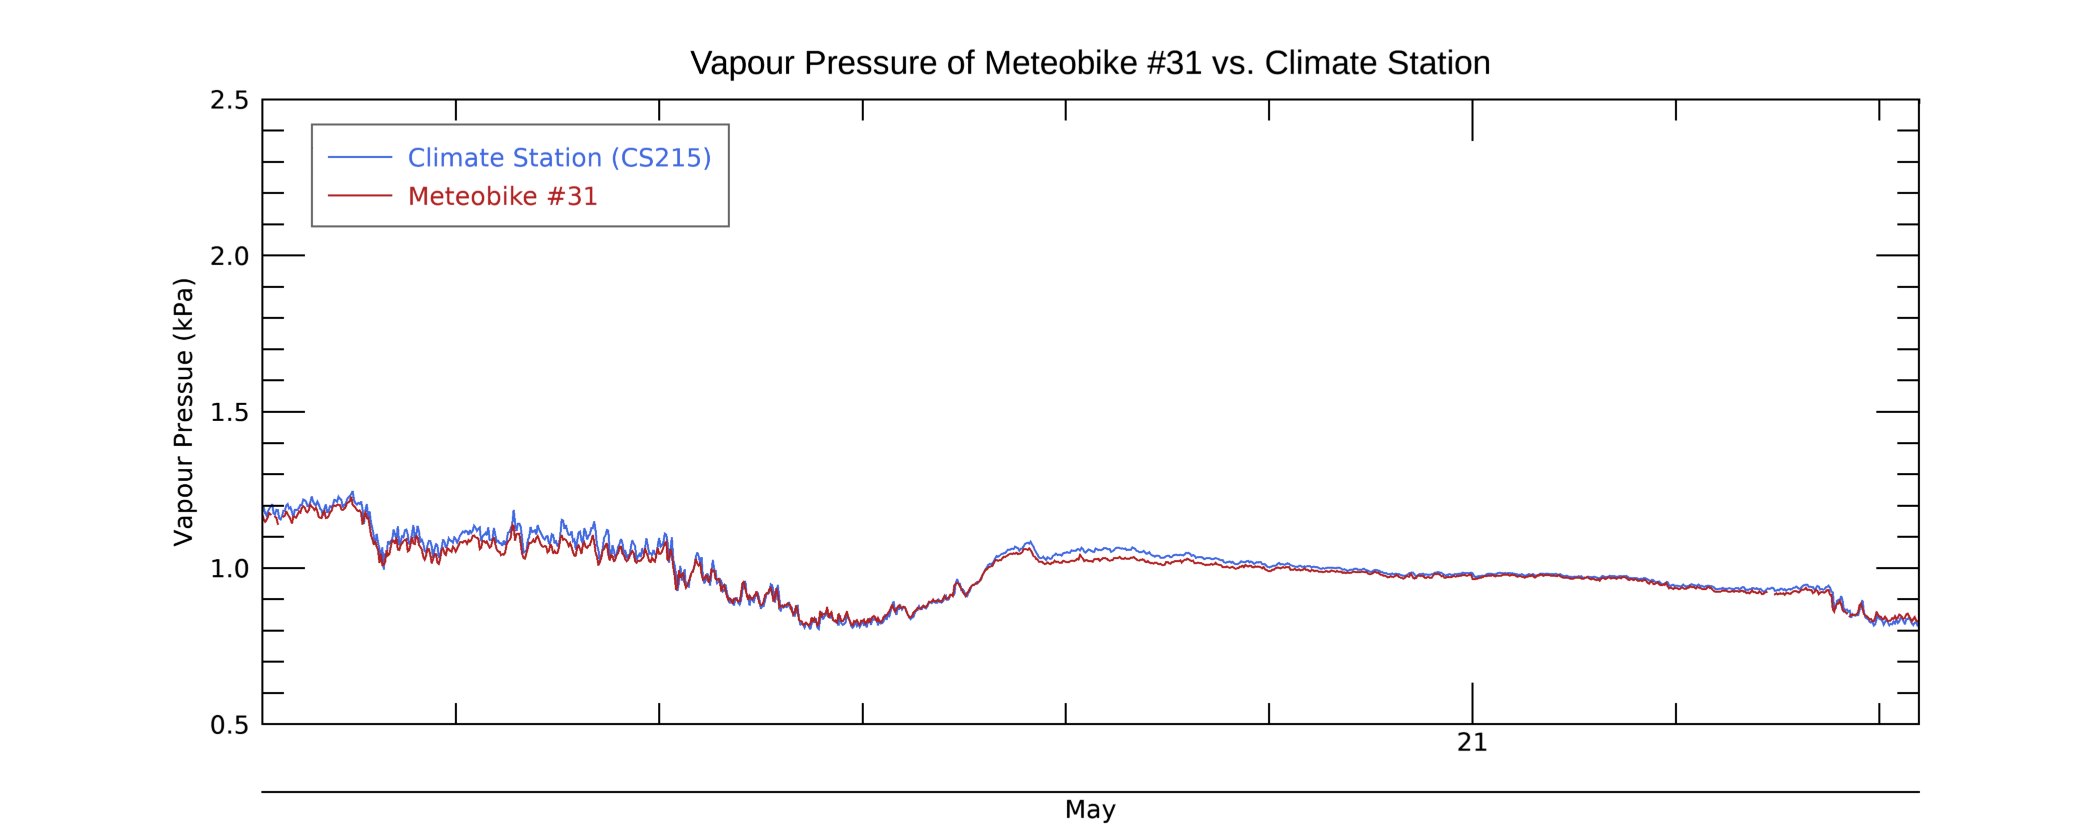 Vapour Pressure of Meteobike #31 vs. Climate Station
2.5
Climate Station (CS215)
Meteobike #31
2.0
Vapour Pressue (kPa)
1.5
1.0
0.5
21
May